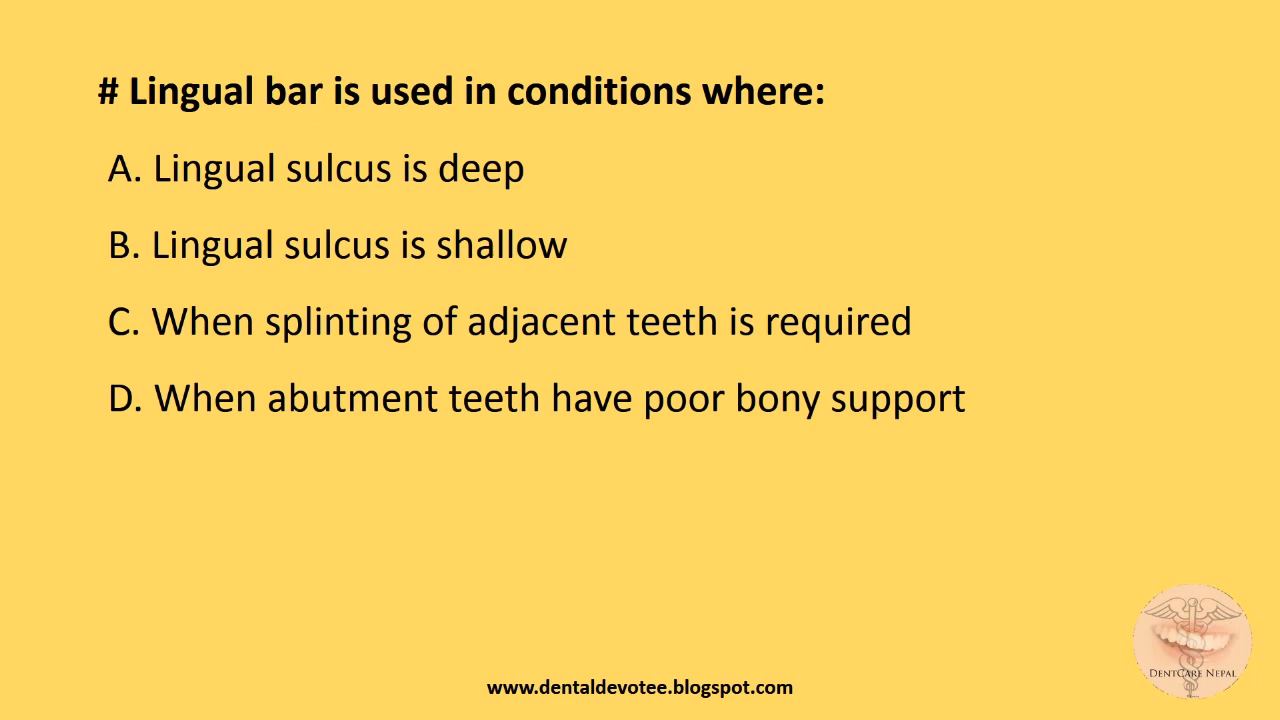 # Lingual bar is used in conditions where:
A. Lingual sulcus is deep
B. Lingual sulcus is shallow
C. When splinting of adjacent teeth is required
D. When abutment teeth have poor bony support
DENTCARE NEPAL
www.dentaldevotee.blogspot.com